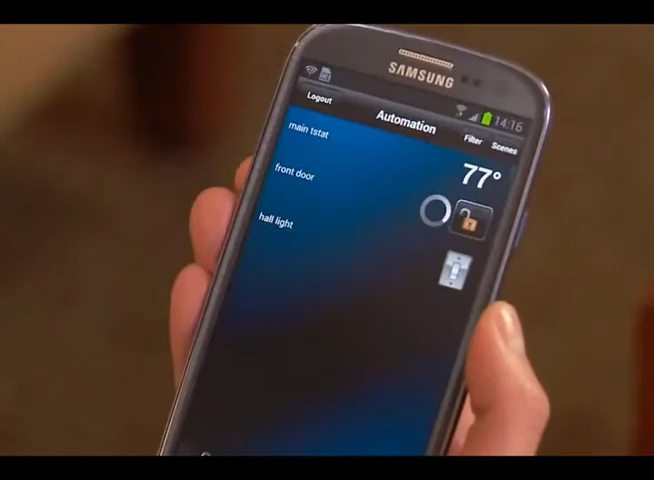 SAMSUNG
14:16
Logout
Automation
Filter
Scenes
main tstat
77°
front door
hall light